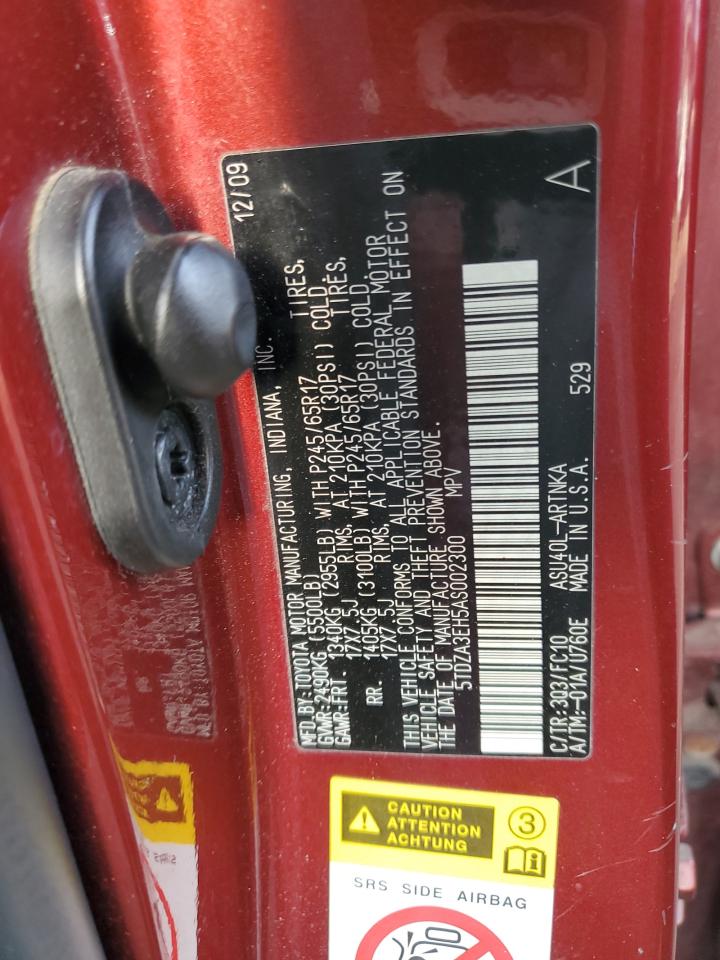 12/09
MFD.BY:TOYOTA MOTOR MANUFACTURING, INDIANA, INC.
GVWR:2490KG (5500LB)
GAWR:FRT. 1340KG (2955LB) WITH P245/65R17 TIRES,
17X7.5J RIMS, AT 210KPA (30PSI) COLD
RR. 1405KG (3100LB) WITH P245/65R17 TIRES,
17X7.5J RIMS, AT 210KPA (30PSI) COLD
THIS VEHICLE CONFORMS TO ALL APPLICABLE FEDERAL MOTOR
VEHICLE SAFETY AND THEFT PREVENTION STANDARDS IN EFFECT ON
THE DATE OF MANUFACTURE SHOWN ABOVE.
5TDZA3EH5AS002300 MPV
C/TR:3Q3/FC10 ASU40L-ARTNKA 529
A/TM:-01A/U760E MADE IN U.S.A.
A
CAUTION
ATTENTION
ACHTUNG
3
i
SRS SIDE AIRBAG